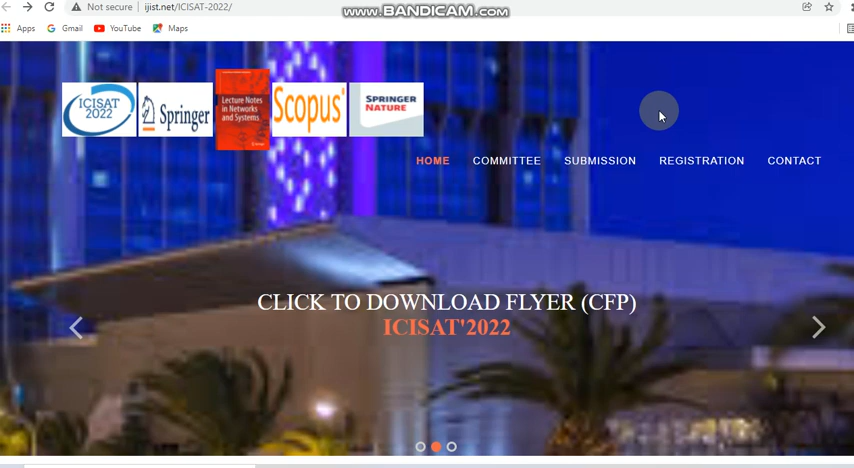 www.BANDICAM.com
Not secure | ijist.net/ICISAT-2022/
Apps Gmail YouTube Maps
ICISAT 2022
Springer
Lecture Notes in Networks and Systems
Scopus
SPRINGER NATURE
HOME COMMITTEE SUBMISSION REGISTRATION CONTACT
CLICK TO DOWNLOAD FLYER (CFP)
ICISAT'2022